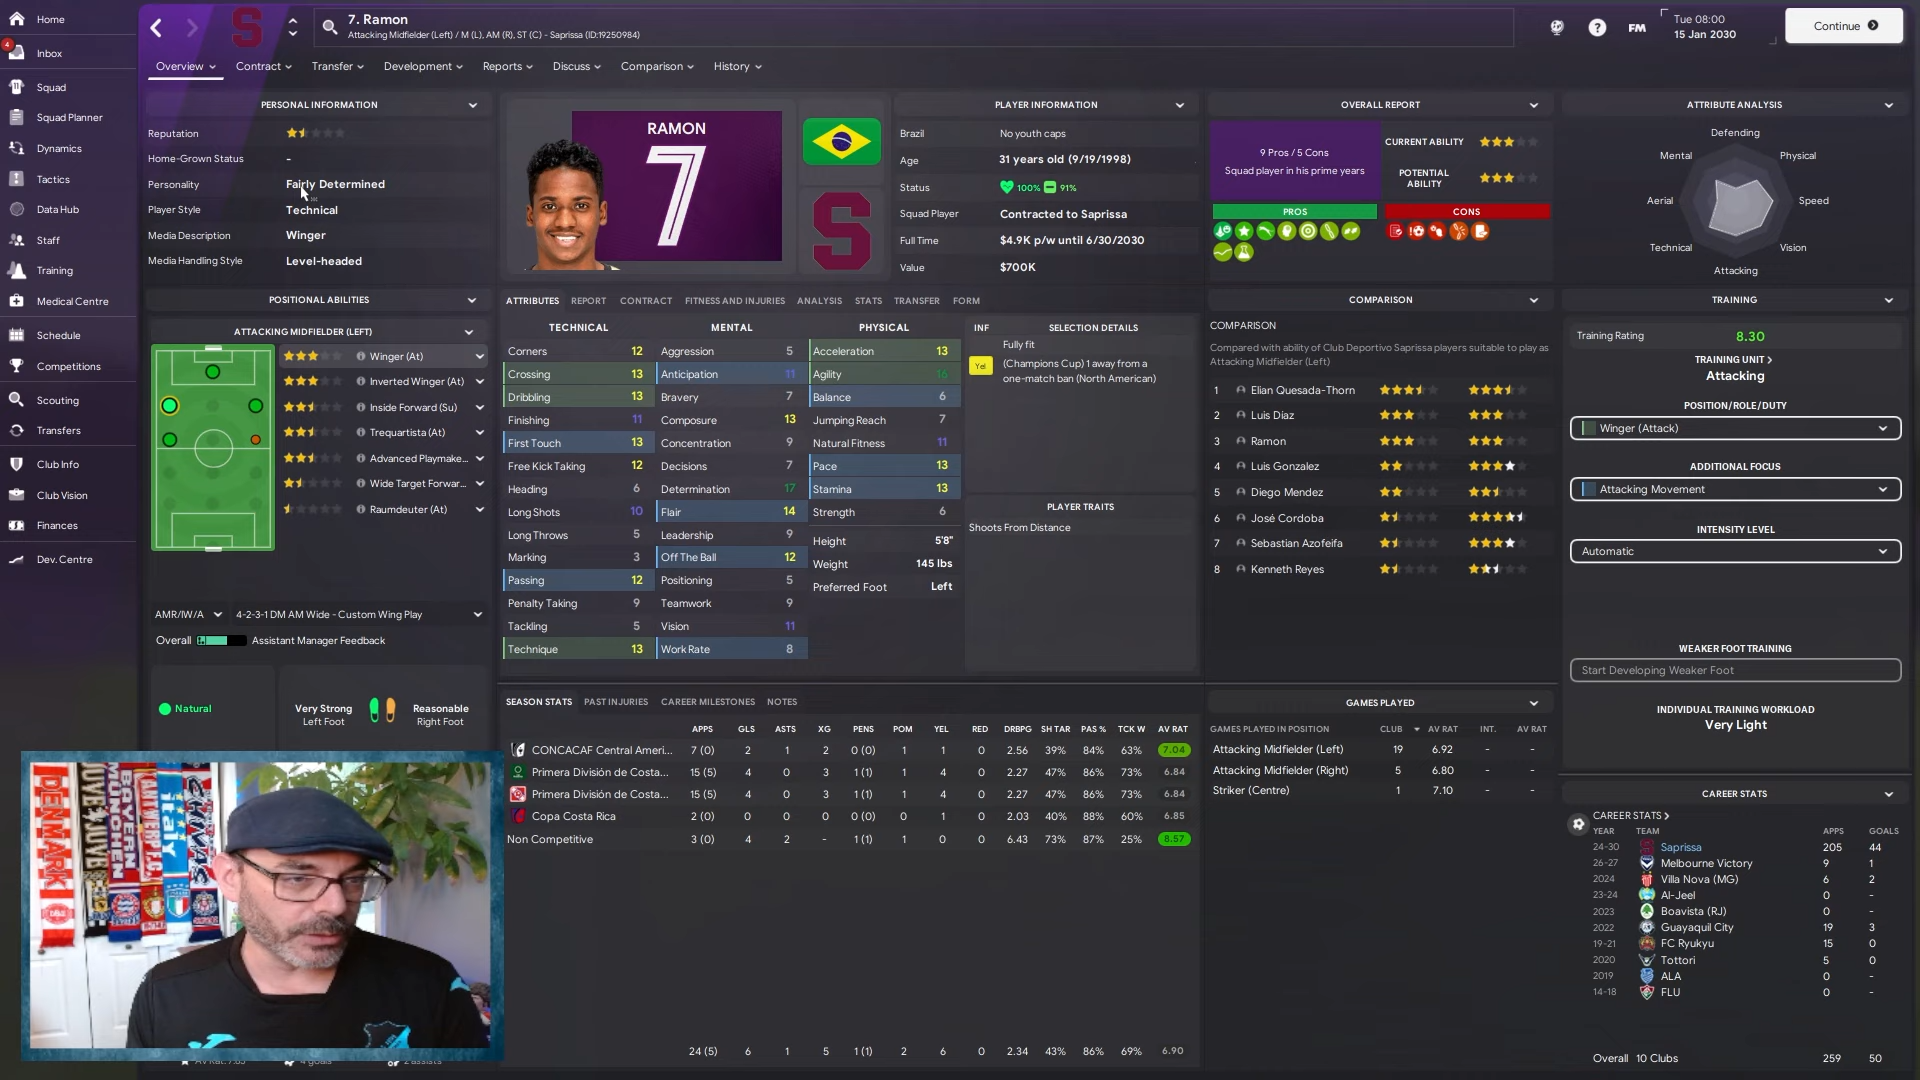 Home
4
Inbox
Squad
Squad Planner
Dynamics
Tactics
Data Hub
Staff
Training
Medical Centre
Schedule
Competitions
Scouting
Transfers
Club Info
Club Vision
Finances
Dev. Centre
7. Ramon
Attacking Midfielder (Left) / M (L), AM (R), ST (C) - Saprissa (ID:19250984)
FM
Tue 08:00
15 Jan 2030
Continue
Overview Contract Transfer Development Reports Discuss Comparison History
PERSONAL INFORMATION
Reputation
Home-Grown Status -
Personality Fairly Determined
Player Style Technical
Media Description Winger
Media Handling Style Level-headed
RAMON
7
S
PLAYER INFORMATION
Brazil No youth caps
Age 31 years old (9/19/1998)
Status 100% 91%
Squad Player Contracted to Saprissa
Full Time $4.9K p/w until 6/30/2030
Value $700K
OVERALL REPORT
9 Pros / 5 Cons
Squad player in his prime years
CURRENT ABILITY
POTENTIAL ABILITY
PROS CONS
ATTRIBUTE ANALYSIS
Defending
Mental Physical
Aerial Speed
Technical Vision
Attacking
POSITIONAL ABILITIES
ATTACKING MIDFIELDER (LEFT)
Winger (At)
Inverted Winger (At)
Inside Forward (Su)
Trequartista (At)
Advanced Playmake...
Wide Target Forwar...
Raumdeuter (At)
AMR/IW/A 4-2-3-1 DM AM Wide - Custom Wing Play
Overall Assistant Manager Feedback
Natural
Very Strong
Left Foot
Reasonable
Right Foot
ATTRIBUTES REPORT CONTRACT FITNESS AND INJURIES ANALYSIS STATS TRANSFER FORM
TECHNICAL MENTAL PHYSICAL
Corners 12 Aggression 5 Acceleration 13
Crossing 13 Anticipation 11 Agility 16
Dribbling 13 Bravery 7 Balance 6
Finishing 11 Composure 13 Jumping Reach 7
First Touch 13 Concentration 9 Natural Fitness 11
Free Kick Taking 12 Decisions 7 Pace 13
Heading 6 Determination 17 Stamina 13
Long Shots 10 Flair 14 Strength 6
Long Throws 5 Leadership 9 Height 5'8"
Marking 3 Off The Ball 12 Weight 145 lbs
Passing 12 Positioning 5 Preferred Foot Left
Penalty Taking 9 Teamwork 9
Tackling 5 Vision 11
Technique 13 Work Rate 8
INF SELECTION DETAILS
Fully fit
Yel (Champions Cup) 1 away from a
one-match ban (North American)
PLAYER TRAITS
Shoots From Distance
COMPARISON
COMPARISON
Compared with ability of Club Deportivo Saprissa players suitable to play as
Attacking Midfielder (Left)
1 Elian Quesada-Thorn
2 Luis Díaz
3 Ramon
4 Luis Gonzalez
5 Diego Mendez
6 José Cordoba
7 Sebastian Azofeifa
8 Kenneth Reyes
TRAINING
Training Rating 8.30
TRAINING UNIT
Attacking
POSITION/ROLE/DUTY
Winger (Attack)
ADDITIONAL FOCUS
Attacking Movement
INTENSITY LEVEL
Automatic
WEAKER FOOT TRAINING
Start Developing Weaker Foot
INDIVIDUAL TRAINING WORKLOAD
Very Light
SEASON STATS PAST INJURIES CAREER MILESTONES NOTES
APPS GLS ASTS XG PENS POM YEL RED DRBPG SH TAR PAS % TCK W AV RAT
CONCACAF Central Ameri... 7 (0) 2 1 2 0 (0) 1 1 0 2.56 39% 84% 63% 7.04
Primera División de Costa... 15 (5) 4 0 3 1 (1) 1 4 0 2.27 47% 86% 73% 6.84
Primera División de Costa... 15 (5) 4 0 3 1 (1) 1 4 0 2.27 47% 86% 73% 6.84
Copa Costa Rica 2 (0) 0 0 0 0 (0) 0 1 0 2.03 40% 88% 60% 6.85
Non Competitive 3 (0) 4 2 - 1 (1) 1 0 0 6.43 73% 87% 25% 8.57
24 (5) 6 1 5 1 (1) 2 6 0 2.34 43% 86% 69% 6.90
GAMES PLAYED
GAMES PLAYED IN POSITION CLUB AV RAT INT. AV RAT
Attacking Midfielder (Left) 19 6.92 - -
Attacking Midfielder (Right) 5 6.80 - -
Striker (Centre) 1 7.10 - -
CAREER STATS
CAREER STATS
YEAR TEAM APPS GOALS
24-30 Saprissa 205 44
26-27 Melbourne Victory 9 1
2024 Villa Nova (MG) 6 2
23-24 Al-Jeel 0 -
2023 Boavista (RJ) 0 -
2022 Guayaquil City 19 3
19-21 FC Ryukyu 15 0
2020 Tottori 5 0
2019 ALA 0 -
14-18 FLU 0 -
Overall 10 Clubs 259 50
DENMARK
JUVE
BAYERN
MÜNCHEN
Italy